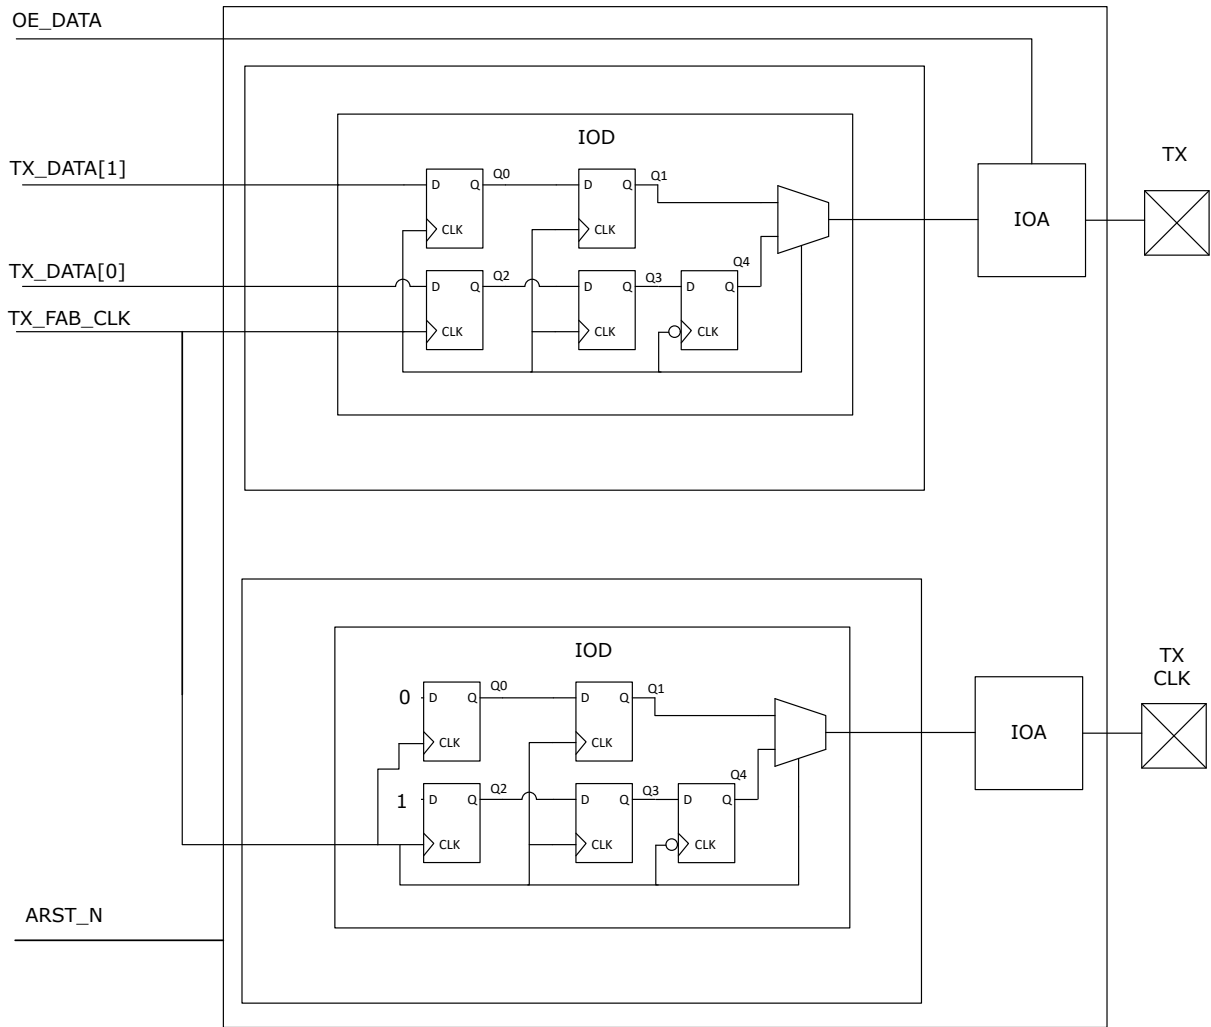 OE_DATA
IOD
TX
TX_DATA[1]
D Q
Q0
D Q
Q1
IOA
CLK
CLK
TX_DATA[0]
D Q
Q2
D Q
Q3
D Q
Q4
TX_FAB_CLK
CLK
CLK
CLK
IOD
TX
CLK
0
D Q
Q0
D Q
Q1
IOA
CLK
CLK
1
D Q
Q2
D Q
Q3
D Q
Q4
CLK
CLK
CLK
ARST_N